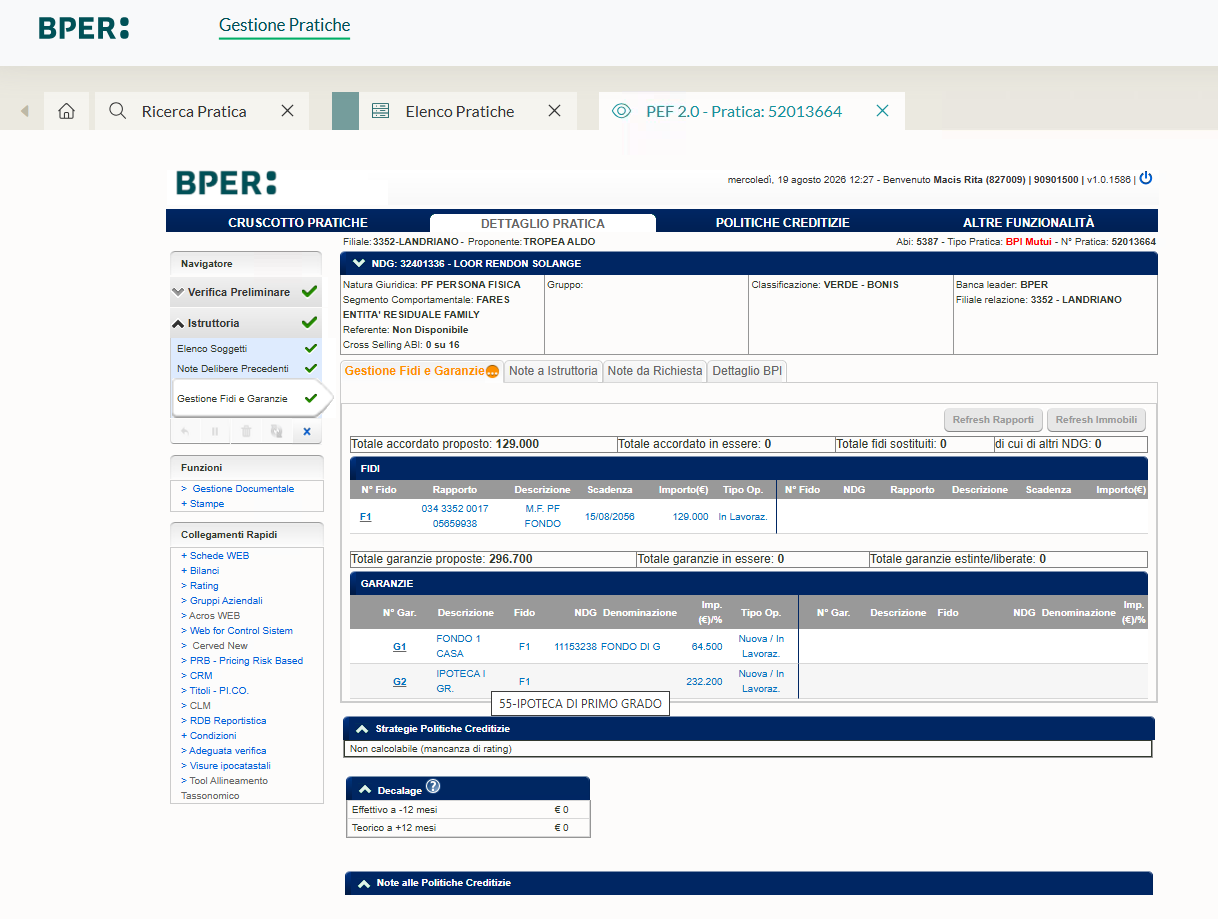 BPER:
Gestione Pratiche
Ricerca Pratica
Elenco Pratiche
PEF 2.0 - Pratica: 52013664
BPER:
mercoledì, 19 agosto 2026 12:27 - Benvenuto Macis Rita (827009) | 90901500 | v1.0.1586 |
CRUSCOTTO PRATICHE DETTAGLIO PRATICA POLITICHE CREDITIZIE ALTRE FUNZIONALITÀ
Filiale: 3352-LANDRIANO - Proponente: TROPEA ALDO
Abi: 5387 - Tipo Pratica: BPI Mutui - N° Pratica: 52013664
Navigatore
Verifica Preliminare
Istruttoria
Elenco Soggetti
Note Delibere Precedenti
Gestione Fidi e Garanzie
Funzioni
> Gestione Documentale
+ Stampe
Collegamenti Rapidi
+ Schede WEB
+ Bilanci
> Rating
> Gruppi Aziendali
> Acros WEB
> Web for Control Sistem
> Cerved New
> PRB - Pricing Risk Based
> CRM
> Titoli - PI.CO.
> CLM
> RDB Reportistica
+ Condizioni
> Adeguata verifica
> Visure ipocatastali
> Tool Allineamento
Tassonomico
NDG: 32401336 - LOOR RENDON SOLANGE
Natura Giuridica: PF PERSONA FISICA
Segmento Comportamentale: FARES
ENTITA' RESIDUALE FAMILY
Referente: Non Disponibile
Cross Selling ABI: 0 su 16
Gruppo:
Classificazione: VERDE - BONIS
Banca leader: BPER
Filiale relazione: 3352 - LANDRIANO
Gestione Fidi e Garanzie
Note a Istruttoria
Note da Richiesta
Dettaglio BPI
Refresh Rapporti
Refresh Immobili
Totale accordato proposto: 129.000
Totale accordato in essere: 0
Totale fidi sostituiti: 0
di cui di altri NDG: 0
FIDI
N° Fido Rapporto Descrizione Scadenza Importo(€) Tipo Op. N° Fido NDG Rapporto Descrizione Scadenza Importo(€)
F1 034 3352 0017 05659938 M.F. PF FONDO 15/08/2056 129.000 In Lavoraz.
Totale garanzie proposte: 296.700
Totale garanzie in essere: 0
Totale garanzie estinte/liberate: 0
GARANZIE
N° Gar. Descrizione Fido NDG Denominazione Imp. (€)/% Tipo Op. N° Gar. Descrizione Fido NDG Denominazione Imp. (€)/%
G1 FONDO 1 CASA F1 11153238 FONDO DI G 64.500 Nuova / In Lavoraz.
G2 IPOTECA I GR. F1 232.200 Nuova / In Lavoraz.
55-IPOTECA DI PRIMO GRADO
Strategie Politiche Creditizie
Non calcolabile (mancanza di rating)
Decalage ?
Effettivo a -12 mesi € 0
Teorico a +12 mesi € 0
Note alle Politiche Creditizie